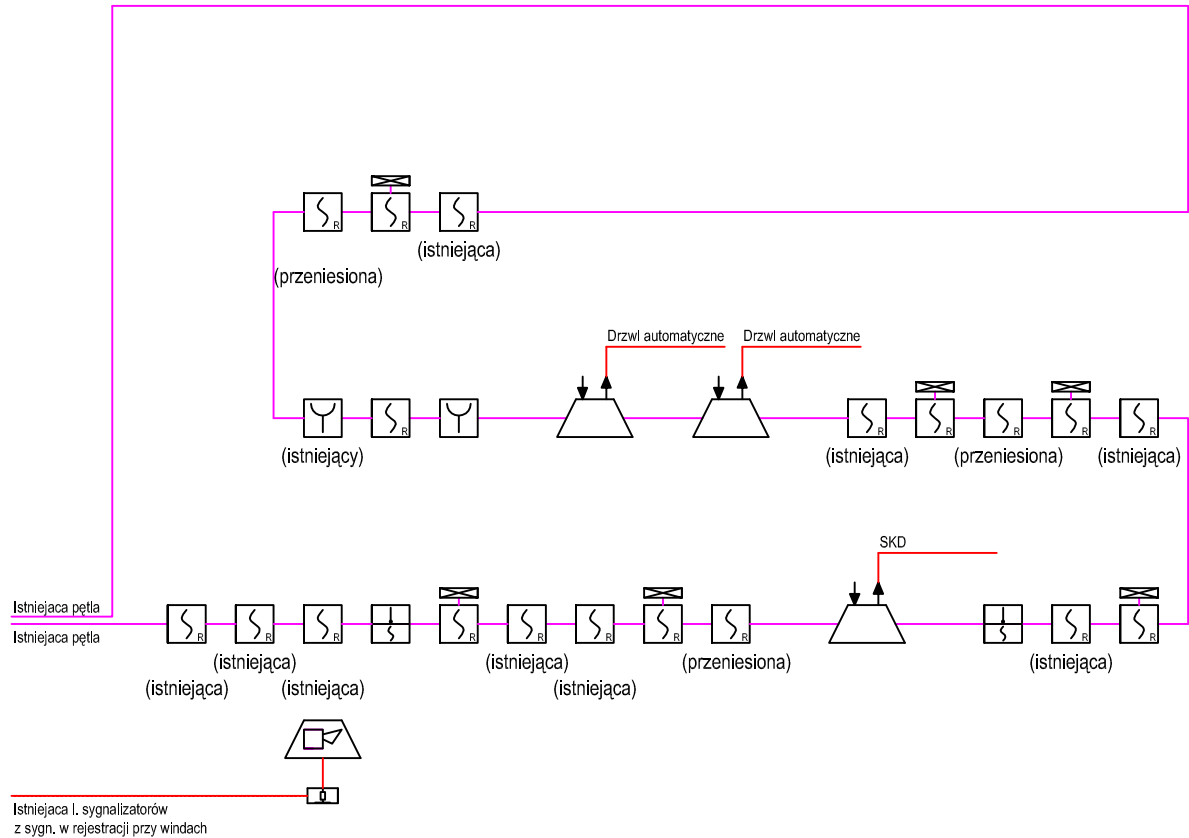 R R R
(istniejąca)
(przeniesiona)
Drzwl automatyczne Drzwl automatyczne
R R R R R R
(istniejący) (istniejąca) (przeniesiona) (istniejąca)
SKD
Istniejaca pętla
Istniejaca pętla
R R R R R R R R R R
(istniejąca) (istniejąca) (przeniesiona) (istniejąca)
(istniejąca) (istniejąca) (istniejąca)
Istniejaca l. sygnalizatorów
z sygn. w rejestracji przy windach